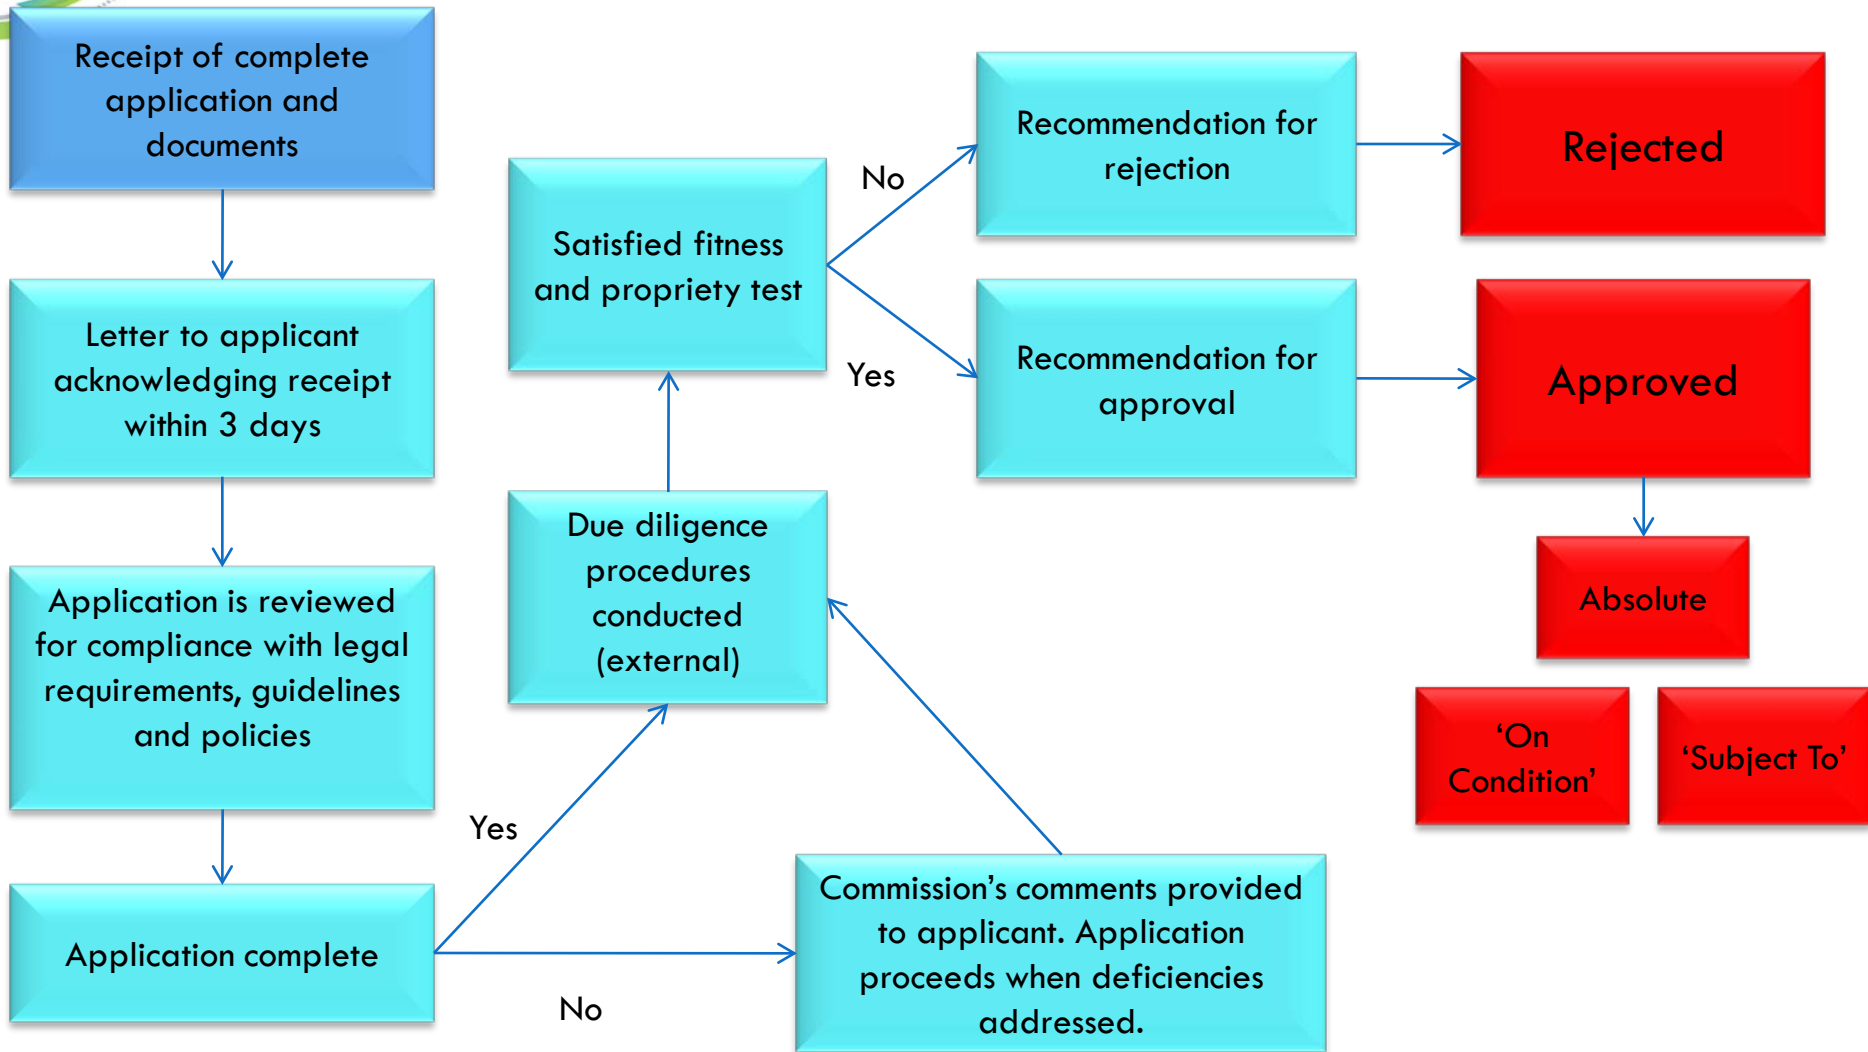 Receipt of complete
application and
documents
Letter to applicant
acknowledging receipt
within 3 days
Application is reviewed
for compliance with legal
requirements, guidelines
and policies
Application complete
Yes
No
Commission’s comments provided
to applicant. Application
proceeds when deficiencies
addressed.
Due diligence
procedures
conducted
(external)
Satisfied fitness
and propriety test
No
Yes
Recommendation for
rejection
Rejected
Recommendation for
approval
Approved
Absolute
‘On
Condition’
‘Subject To’